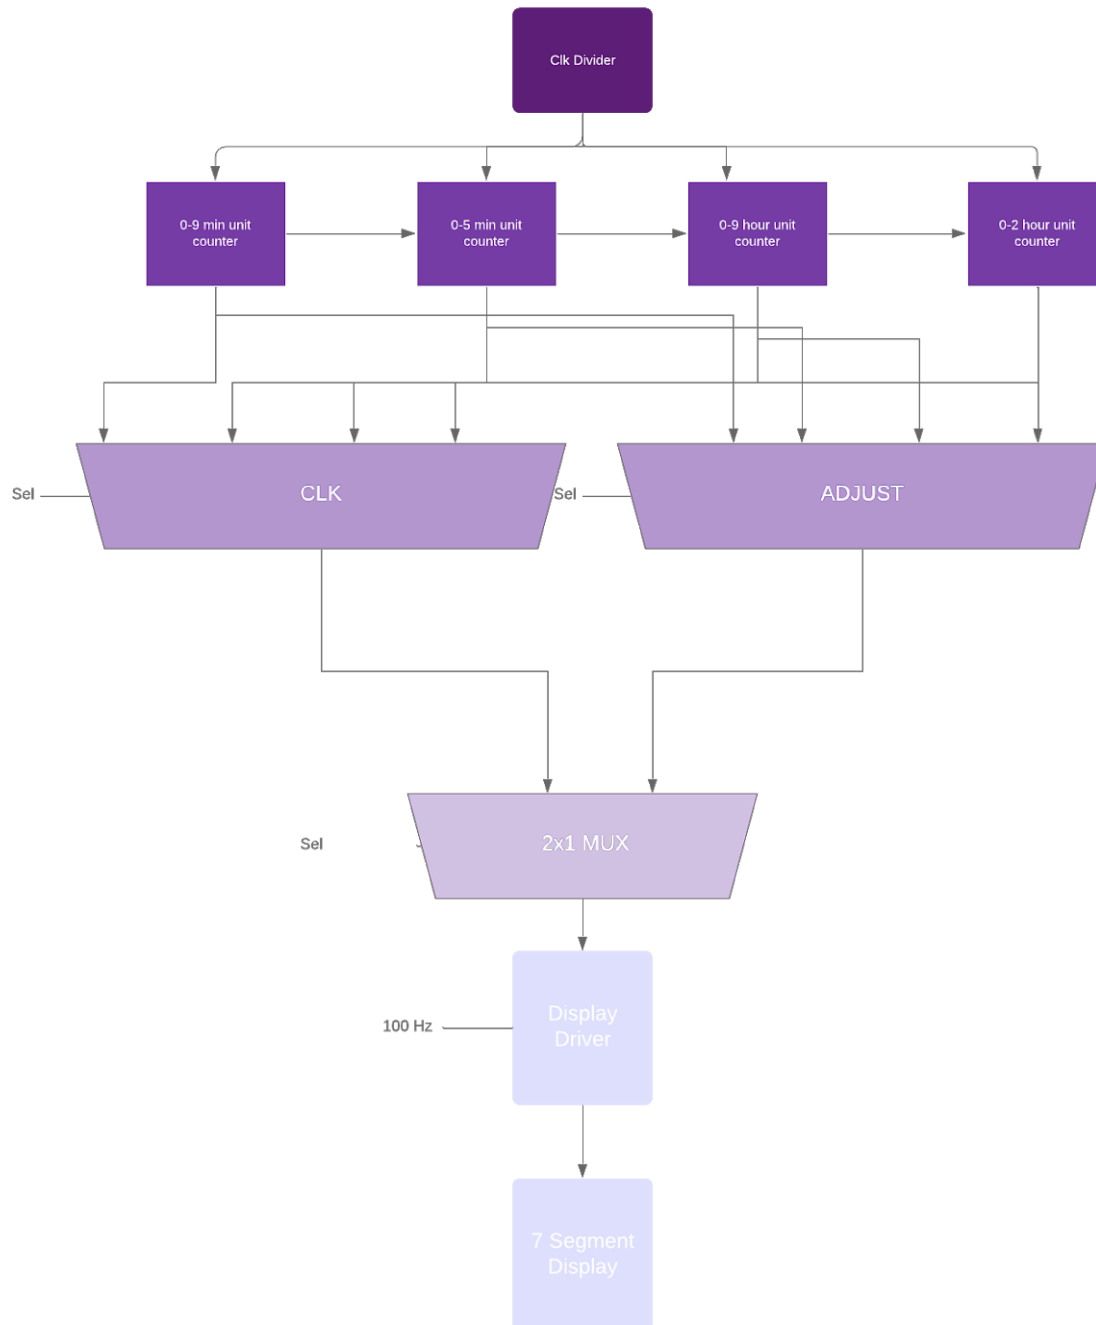 Clk Divider
0-9 min unit
counter
0-5 min unit
counter
0-9 hour unit
counter
0-2 hour unit
counter
Sel
CLK
Sel
ADJUST
Sel
2x1 MUX
Display
Driver
100 Hz
7 Segment
Display